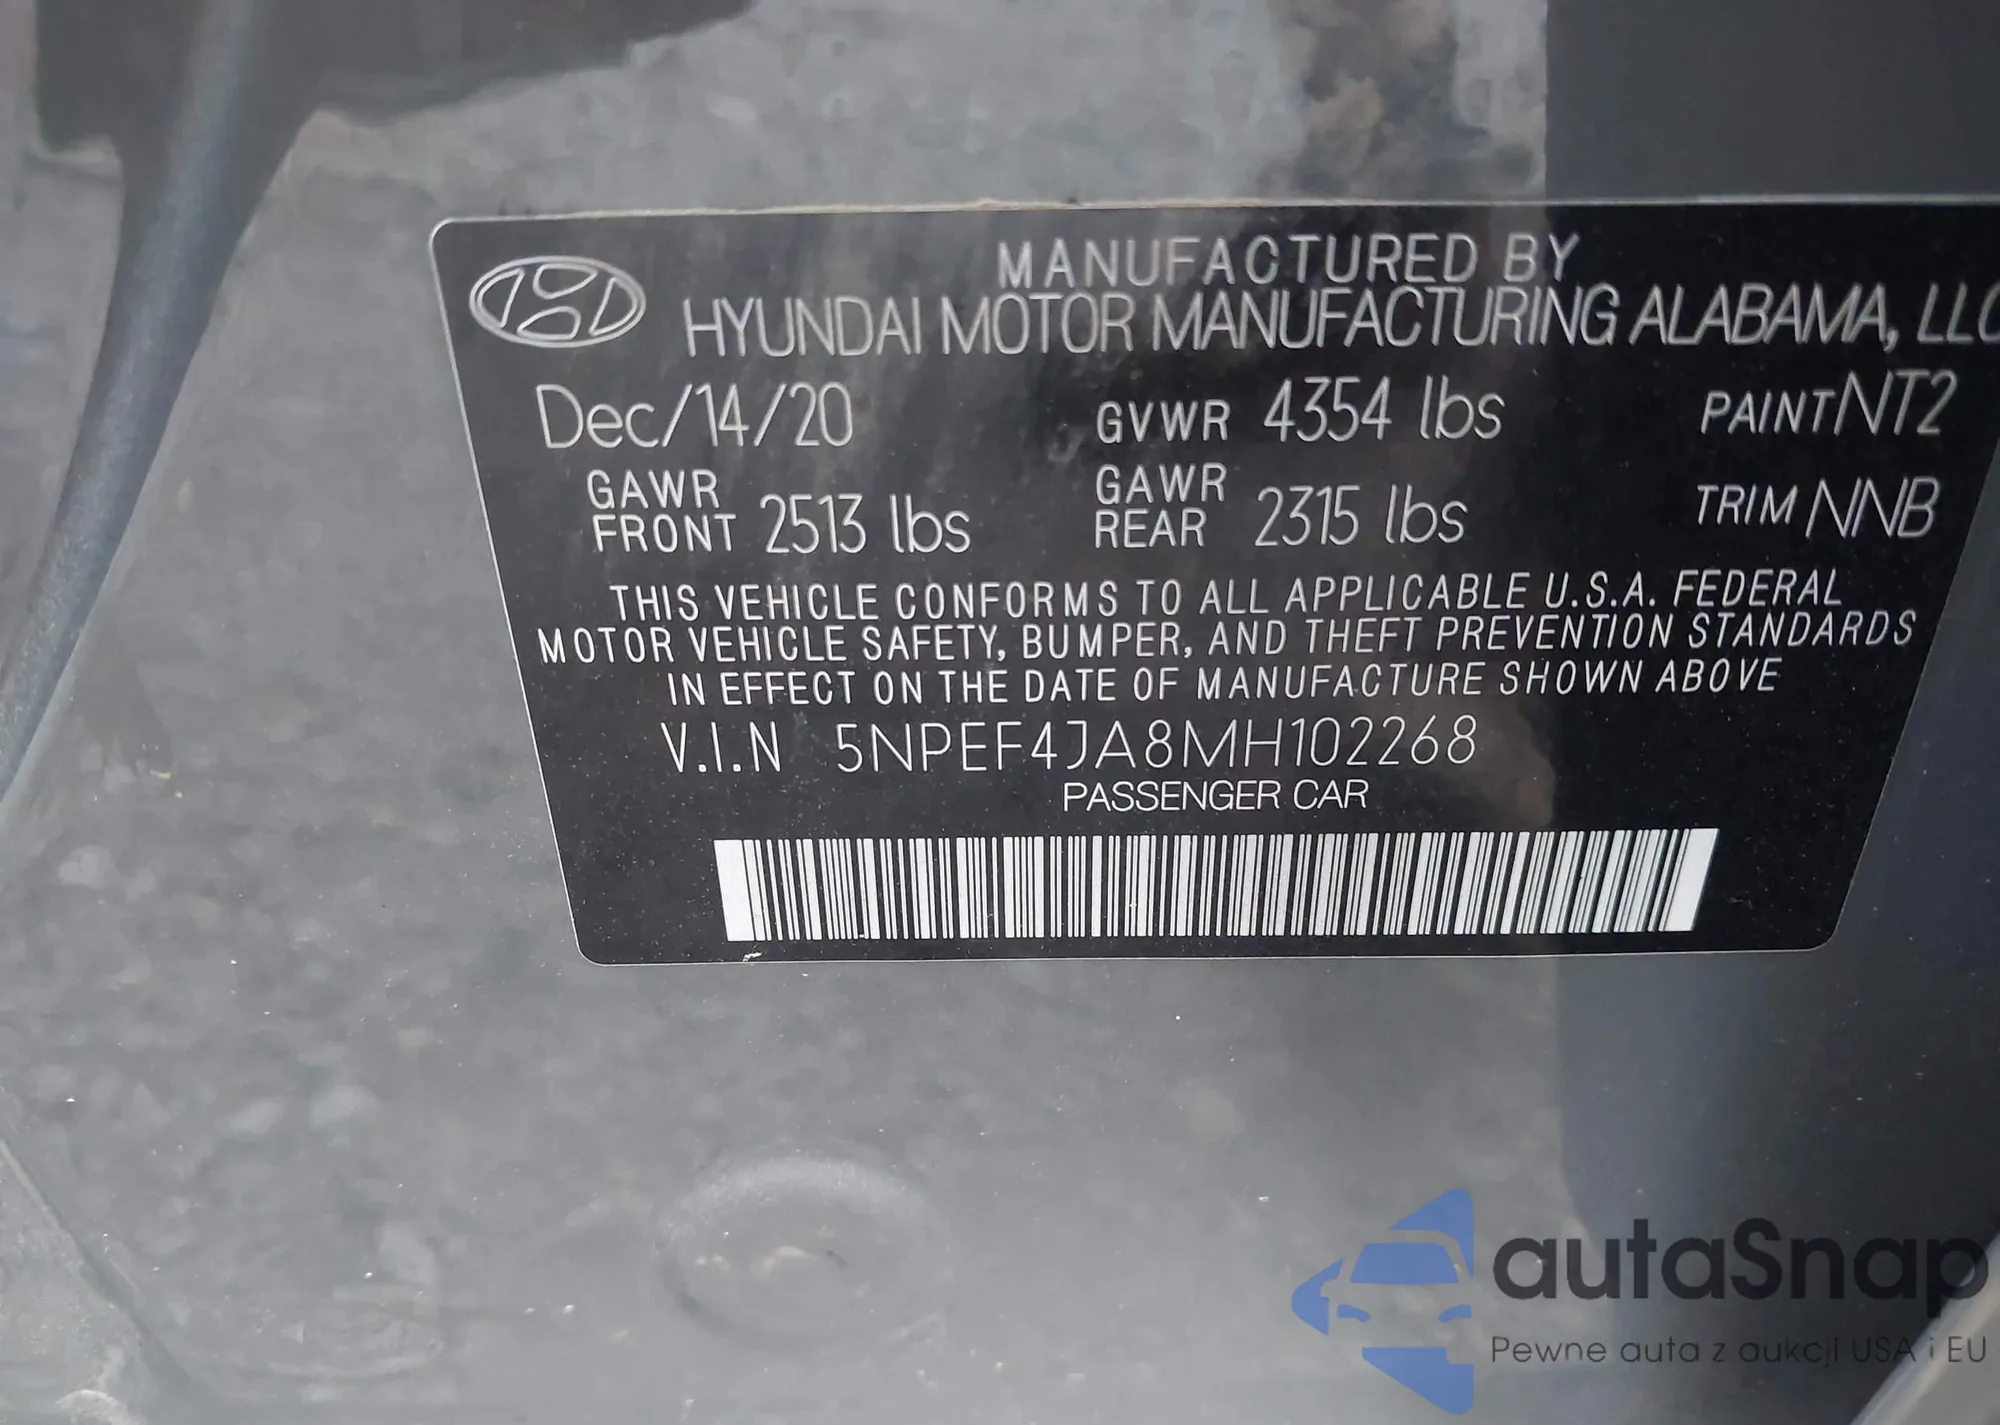 MANUFACTURED BY
HYUNDAI MOTOR MANUFACTURING ALABAMA, LLC
Dec/14/20 GVWR 4354 lbs PAINT NT2
GAWR FRONT 2513 lbs GAWR REAR 2315 lbs TRIM NNB
THIS VEHICLE CONFORMS TO ALL APPLICABLE U.S.A. FEDERAL
MOTOR VEHICLE SAFETY, BUMPER, AND THEFT PREVENTION STANDARDS
IN EFFECT ON THE DATE OF MANUFACTURE SHOWN ABOVE
V.I.N 5NPEF4JA8MH102268
PASSENGER CAR
autaSnap
Pewne auta z aukcji USA i EU